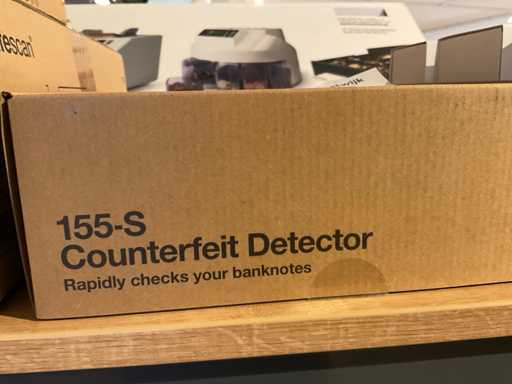 155-S
Counterfeit Detector
Rapidly checks your banknotes